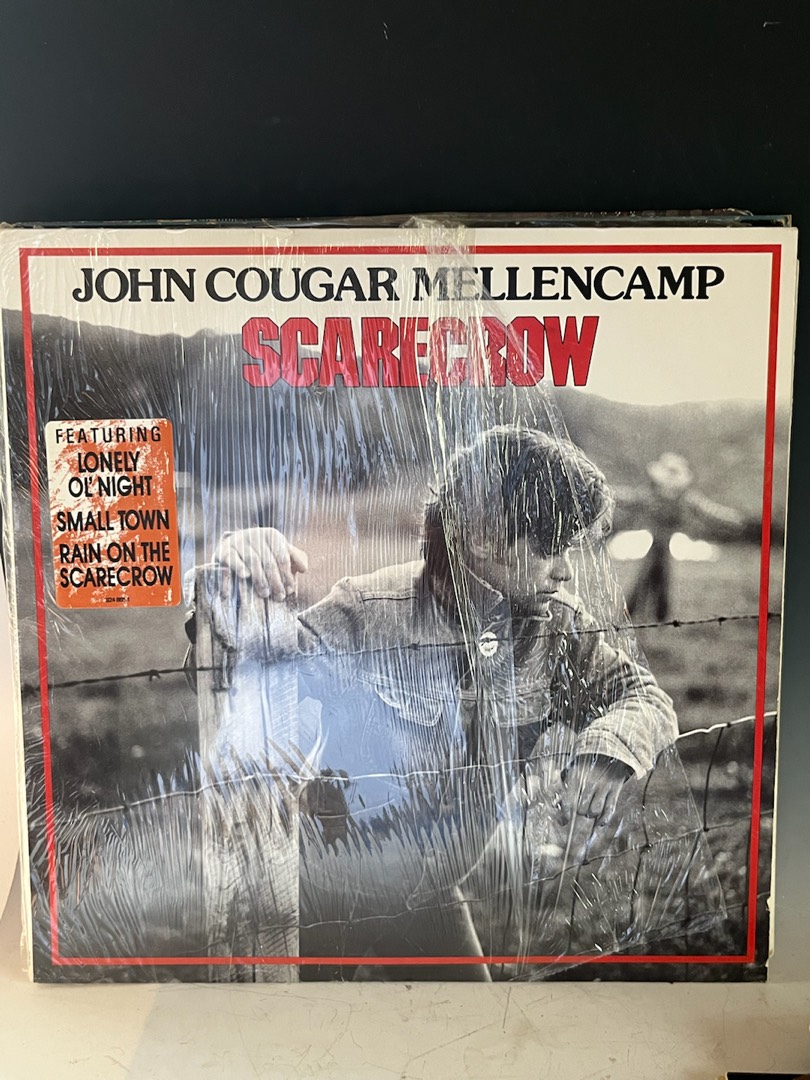 JOHN COUGAR MELLENCAMP
SCARECROW
FEATURING
LONELY
OL' NIGHT
SMALL TOWN
RAIN ON THE
SCARECROW